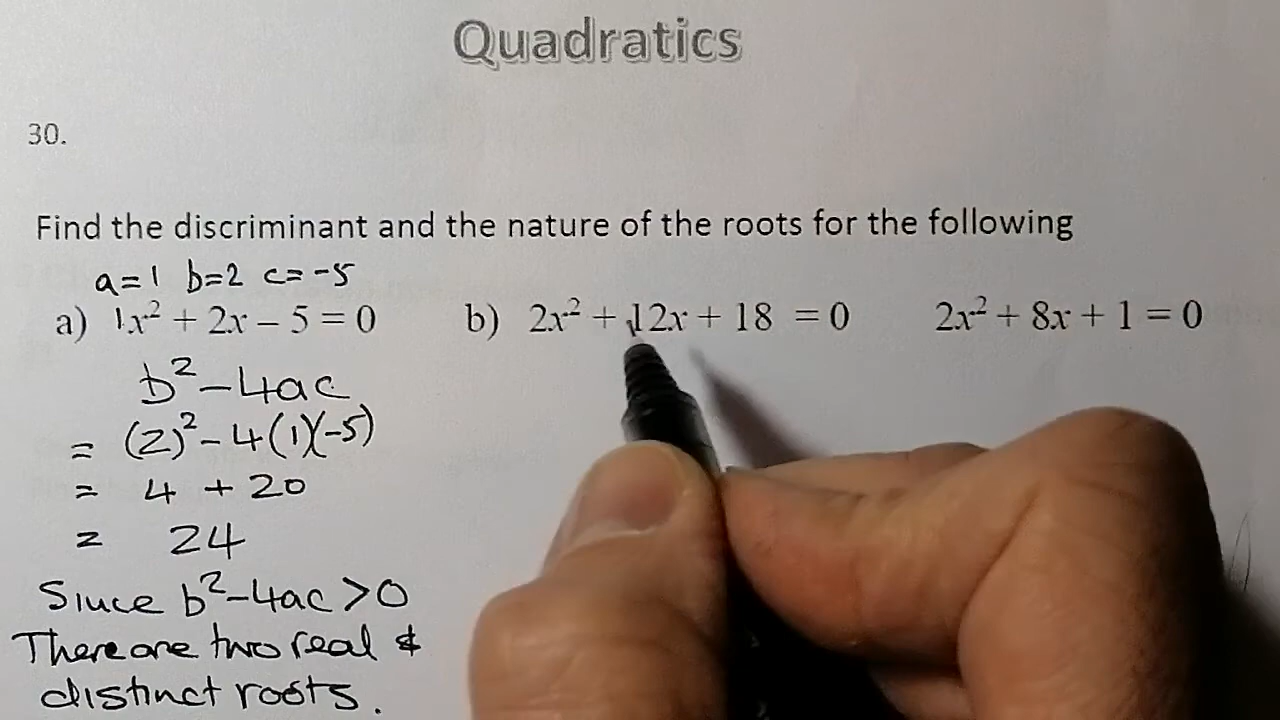 Quadratics
30.
Find the discriminant and the nature of the roots for the following
a=1 b=2 c=-5
a) 1x² + 2x – 5 = 0
b) 2x² + 12x + 18 = 0
2x² + 8x + 1 = 0
b²-4ac
= (2)²-4(1)(-5)
= 4 + 20
= 24
Since b²-4ac >0
There are two real &
distinct roots.